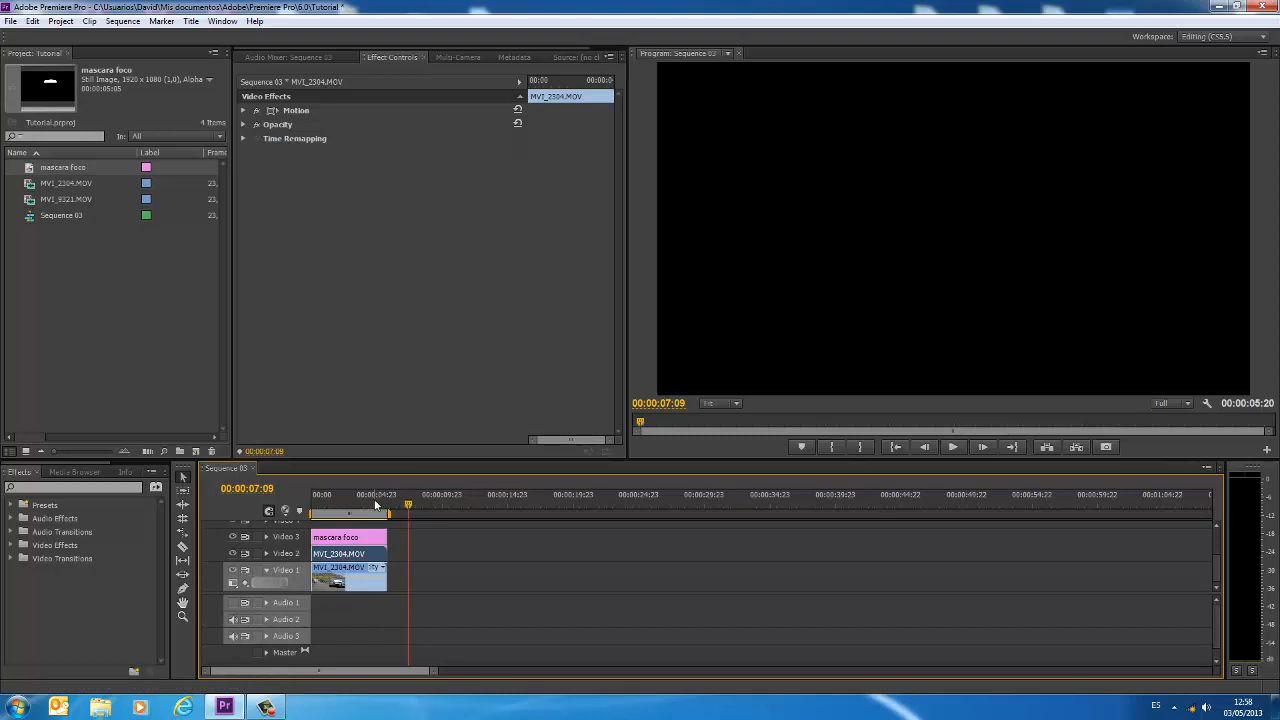 Adobe Premiere Pro - C:\Usuarios\David\Mis documentos\Adobe\Premiere Pro\6.0\Tutorial *
File Edit Project Clip Sequence Marker Title Window Help
Workspace: Editing (CS5.5)
Project: Tutorial
mascara foco
Still Image, 1920 x 1080 (1,0), Alpha
00:00:05:05
Tutorial.prproj
4 Items
In: All
Name Label Frame
mascara foco
MVI_2304.MOV 23,
MVI_9321.MOV 23,
Sequence 03 23,
Audio Mixer: Sequence 03 Effect Controls Multi-Camera Metadata Source: (no cl
Sequence 03 * MVI_2304.MOV
00:00 00:00:0
Video Effects
MVI_2304.MOV
Motion
Opacity
Time Remapping
00:00:07:09
Program: Sequence 03
00:00:07:09 Fit Full 00:00:05:20
Effects Media Browser Info
Presets
Audio Effects
Audio Transitions
Video Effects
Video Transitions
Sequence 03
00:00:07:09
00:00 00:00:04:23 00:00:09:23 00:00:14:23 00:00:19:23 00:00:24:23 00:00:29:23 00:00:34:23 00:00:39:23 00:00:44:22 00:00:49:22 00:00:54:22 00:00:59:22 00:01:04:22
Video 3 mascara foco
Video 2 MVI_2304.MOV
Video 1 MVI_2304.MOV ity
Audio 1
Audio 2
Audio 3
Master
S S
ES
12:58
03/05/2013